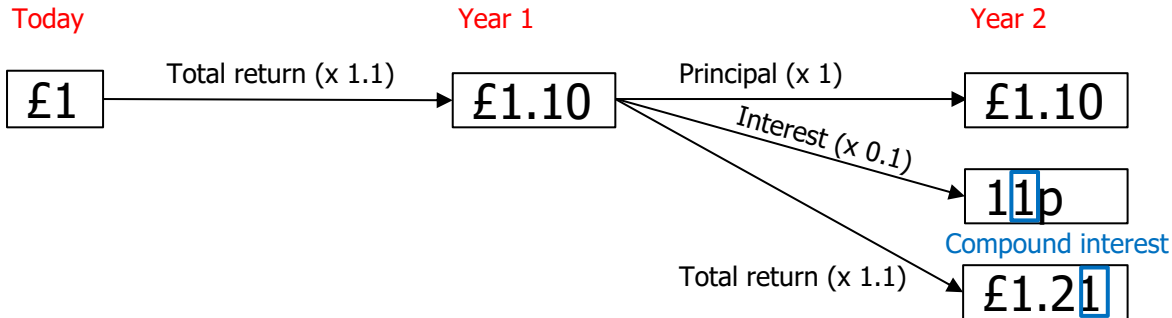 Today
Year 1
Year 2
Total return (x 1.1)
Principal (x 1)
£1
£1.10
£1.10
Interest (x 0.1)
11p
Compound interest
Total return (x 1.1)
£1.21